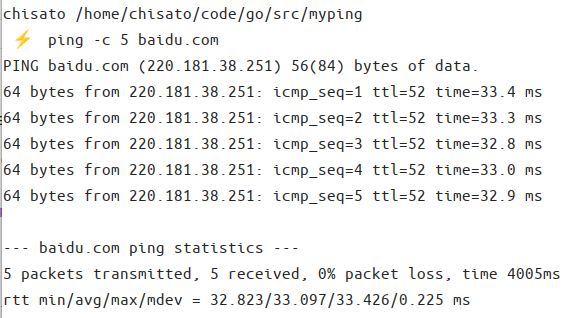 chisato /home/chisato/code/go/src/myping
⚡ ping -c 5 baidu.com
PING baidu.com (220.181.38.251) 56(84) bytes of data.
64 bytes from 220.181.38.251: icmp_seq=1 ttl=52 time=33.4 ms
64 bytes from 220.181.38.251: icmp_seq=2 ttl=52 time=33.3 ms
64 bytes from 220.181.38.251: icmp_seq=3 ttl=52 time=32.8 ms
64 bytes from 220.181.38.251: icmp_seq=4 ttl=52 time=33.0 ms
64 bytes from 220.181.38.251: icmp_seq=5 ttl=52 time=32.9 ms
--- baidu.com ping statistics ---
5 packets transmitted, 5 received, 0% packet loss, time 4005ms
rtt min/avg/max/mdev = 32.823/33.097/33.426/0.225 ms